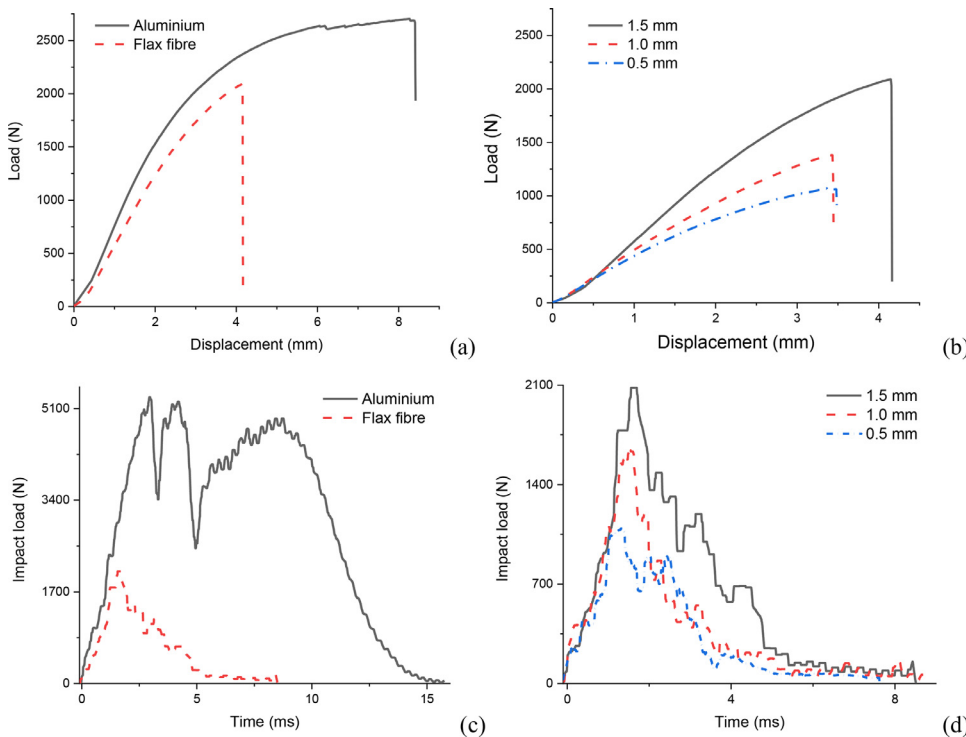 Aluminium
Flax fibre
2500
2000
1500
1000
500
0
0 2 4 6 8
Load (N)
Displacement (mm)
(a)
1.5 mm
1.0 mm
0.5 mm
2500
2000
1500
1000
500
0
0 1 2 3 4
Load (N)
Displacement (mm)
(b)
Aluminium
Flax fibre
5100
3400
1700
0
0 5 10 15
Impact load (N)
Time (ms)
(c)
1.5 mm
1.0 mm
0.5 mm
2100
1400
700
0
0 2 4 6 8
Impact load (N)
Time (ms)
(d)